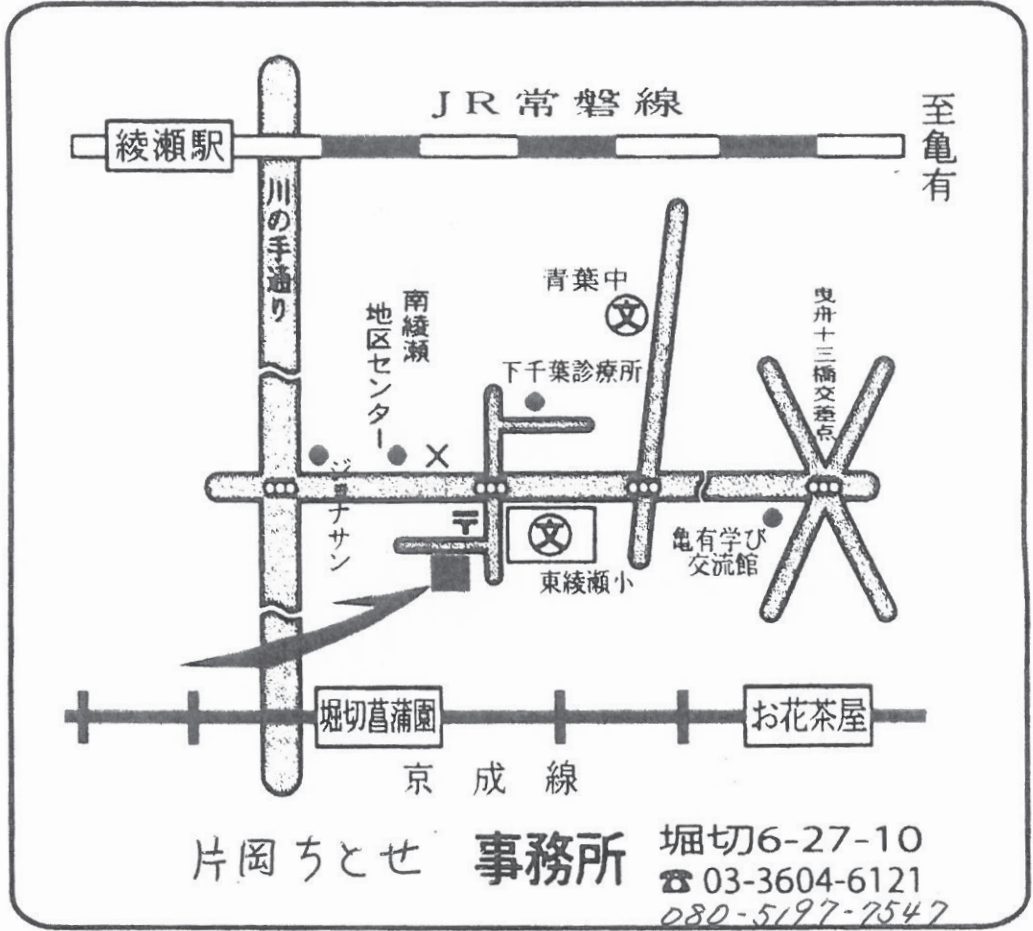 JR常磐線
至亀有
綾瀬駅
川の手通り
青葉中
文
南綾瀬
地区センター
下千葉診療所
曳舟十三橋交差点
ジョナサン
〒
文
東綾瀬小
亀有学び
交流館
堀切菖蒲園
お花茶屋
京成線
片岡ちとせ 事務所
堀切6-27-10
☎ 03-3604-6121
080-5197-7547